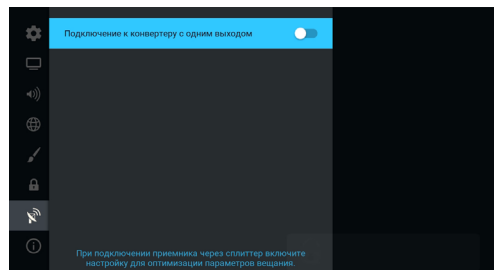 Подключение к конвертеру с одним выходом
При подключении приемника через сплиттер включите
настройку для оптимизации параметров вещания.